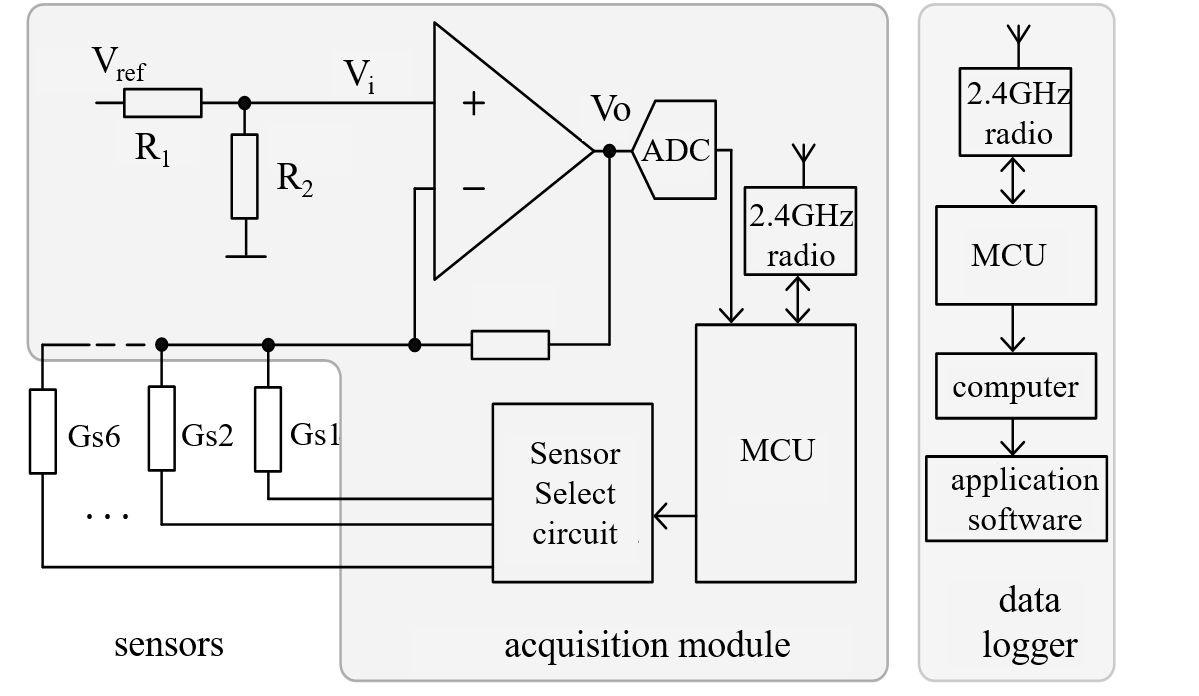 Vref
Vi
+
R1
R2
−
Vo
ADC
2.4GHz
radio
MCU
Gs6
Gs2
Gs1
...
Sensor
Select
circuit
sensors
acquisition module
2.4GHz
radio
MCU
computer
application
software
data
logger